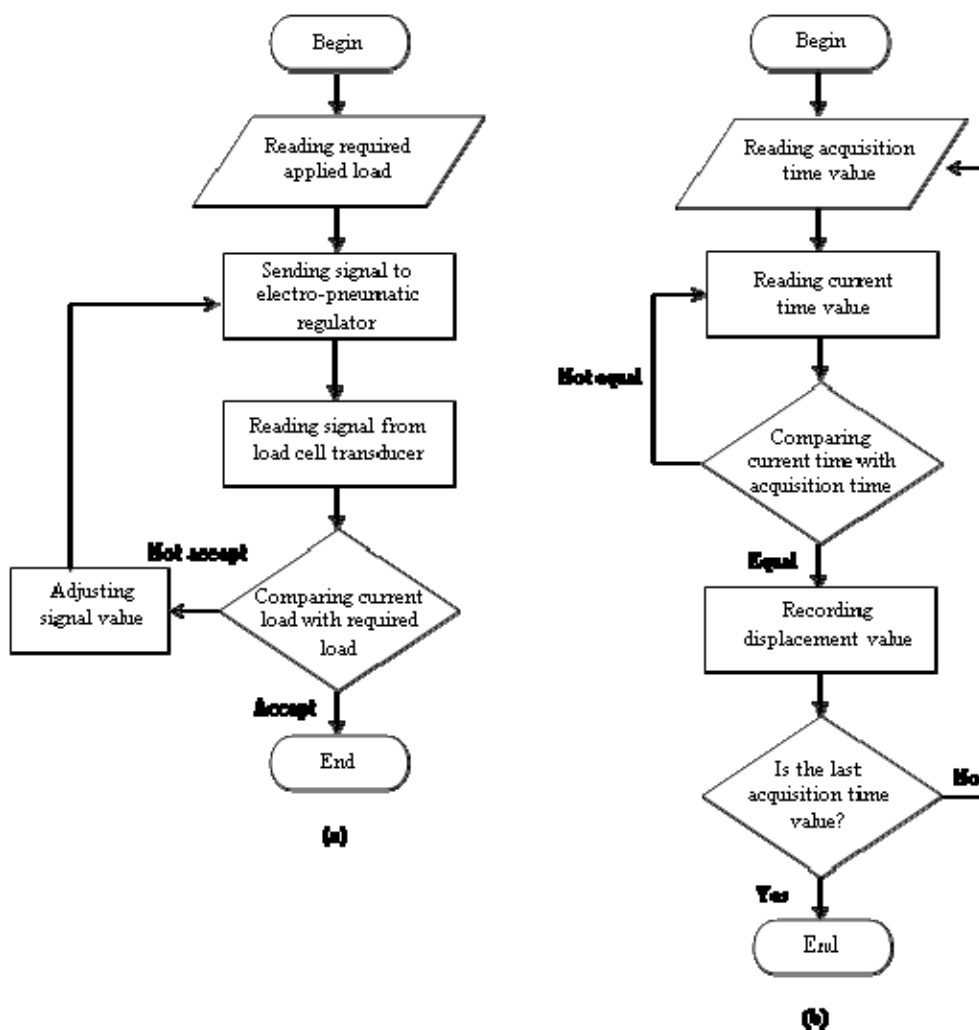 Begin
Reading required
applied load
Sending signal to
electro-pneumatic
regulator
Reading signal from
load cell transducer
Not accept
Adjusting
signal value
Comparing current
load with required
load
Accept
End
(a)
Begin
Reading acquisition
time value
Reading current
time value
Not equal
Comparing
current time with
acquisition time
Equal
Recording
displacement value
Is the last
acquisition time
value?
No
Yes
End
(b)